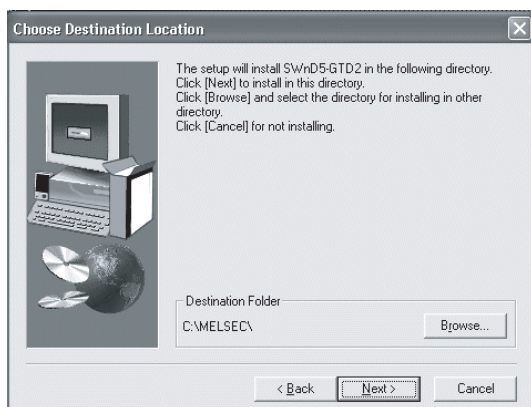 Choose Destination Location
The setup will install SWnD5-GTD2 in the following directory.
Click [Next] to install in this directory.
Click [Browse] and select the directory for installing in other
directory.
Click [Cancel] for not installing.
Destination Folder
C:\MELSEC\
Browse...
< Back
Next >
Cancel